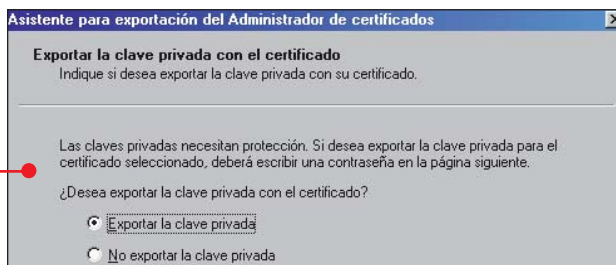 Asistente para exportación del Administrador de certificados
Exportar la clave privada con el certificado
Indique si desea exportar la clave privada con su certificado.
Las claves privadas necesitan protección. Si desea exportar la clave privada para el
certificado seleccionado, deberá escribir una contraseña en la página siguiente.
¿Desea exportar la clave privada con el certificado?
Exportar la clave privada
No exportar la clave privada